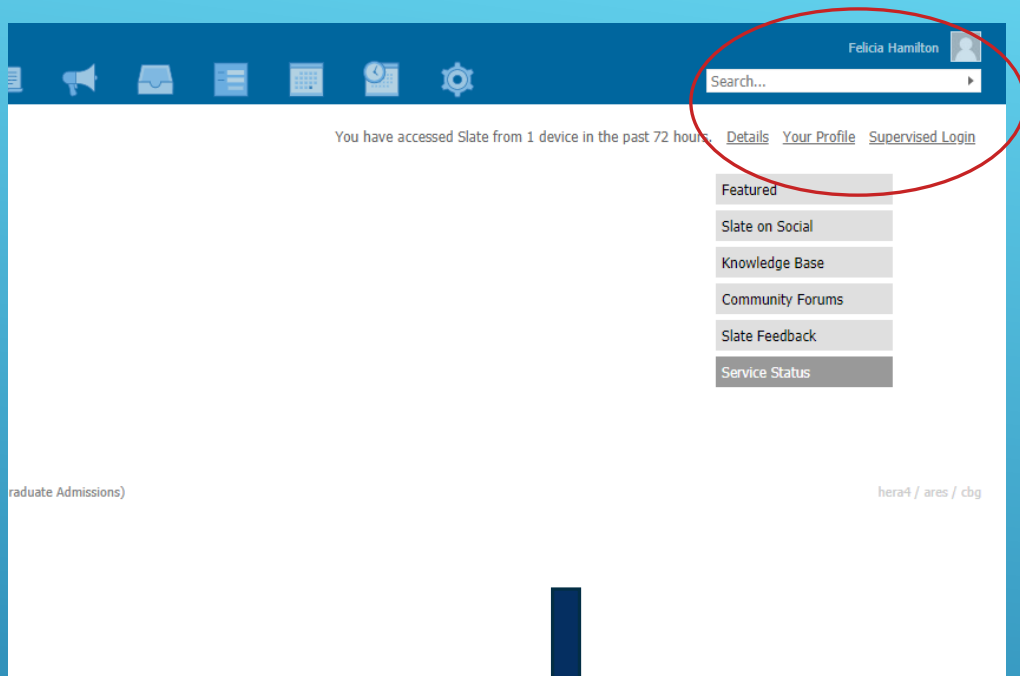 Felicia Hamilton
Search...
You have accessed Slate from 1 device in the past 72 hours. Details Your Profile Supervised Login
Featured
Slate on Social
Knowledge Base
Community Forums
Slate Feedback
Service Status
raduate Admissions)
hera4 / ares / cbg